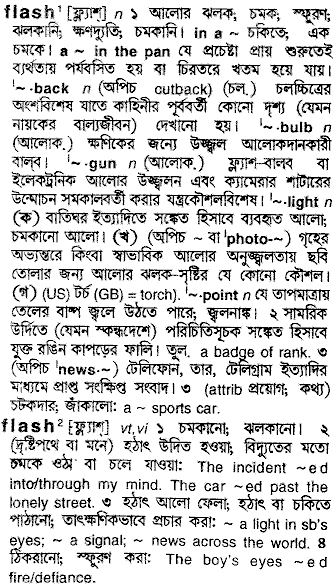 flash¹ [ফ্ল্যাশ্] n ১ আলোর ঝলক; চমক; স্ফুরণ;
ঝলকানি; ক্ষণদ্যুতি; চমকানি। in a ~ চকিতে; এক
চমকে। a ~ in the pan যে প্রচেষ্টা প্রায় শুরুতেই
ব্যর্থতায় পর্যবসিত হয় বা চিরতরে খতম হয়ে যায়।
ˈ~·back n (অপিচ cutback) (চল.) চলচ্চিত্রের
অংশবিশেষ যাতে কাহিনীর পূর্ববর্তী কোনো দৃশ্য (যেমন
নায়কের বাল্যজীবন) দেখানো হয়। ˈ~·bulb n
(আলোক.) ক্ষণিকের জন্যে উজ্জ্বল আলোকদানকারী
বাল্‌ব। ˈ~·gun n (আলোক.) ফ্ল্যাশ-বাল্‌ব বা
ইলেকট্রনিক আলোর উজ্জ্বলন এবং ক্যামেরার শাটারের
উন্মোচন সমকালবর্তী করার যন্ত্রকৌশলবিশেষ। ˈ~·light n
(ক) বাতিঘর ইত্যাদিতে সঙ্কেত হিসাবে ব্যবহৃত আলো;
চমকানো আলো। (খ) (অপিচ ~ বা ˈphoto-~) গৃহের
অভ্যন্তরে কিংবা স্বাভাবিক আলোর অনুজ্জ্বলতায় ছবি
তোলার জন্য আলোর ঝলক-সৃষ্টির যে কোনো কৌশল।
(গ) (US) টর্চ (GB) = torch). ˈ~·point n যে তাপমাত্রায়
তেলের বাষ্প জ্বলে উঠতে পারে; জ্বলনাঙ্ক। ২ সামরিক
উর্দিতে (যেমন স্কন্ধদেশে) পরিচিতিসূচক সঙ্কেত হিসাবে
যুক্ত রঙিন কাপড়ের ফালি। তুল. a badge of rank. ৩
(অপিচ ˈnews·~) টেলিফোন, তার, টেলিগ্রাম ইত্যাদির
মাধ্যমে প্রাপ্ত সংক্ষিপ্ত সংবাদ। ৩ (attrib প্রয়োগ; কথ্য)
চটকদার; জাঁকালো: a ~ sports car.
flash² [ফ্ল্যাশ্] vt,vi ১ চমকানো; ঝলকানো। ২
(দৃষ্টিপথে বা মনে) হঠাৎ উদিত হওয়া; বিদ্যুতের মতো
চমকে ওঠা বা চলে যাওয়া: The incident ~ed
into/through my mind. The car ~ed past the
lonely street. ৩ হঠাৎ আলো ফেলা; হঠাৎ বা চকিতে
পাঠানো; তাৎক্ষণিকভাবে প্রচার করা: ~ a light in sb's
eyes; ~ a signal; ~ news across the world. ৪
ঠিকরানো; স্ফুরণ করা: The boy's eyes ~ed
fire/defiance.